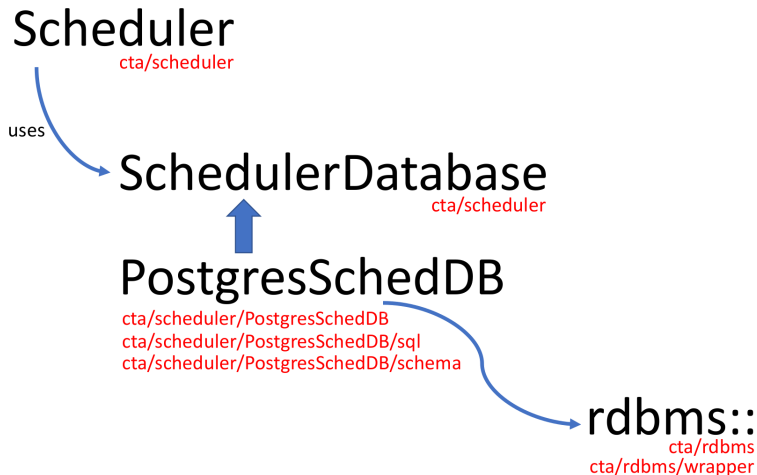 Scheduler
cta/scheduler
uses
SchedulerDatabase
cta/scheduler
PostgresSchedDB
cta/scheduler/PostgresSchedDB
cta/scheduler/PostgresSchedDB/sql
cta/scheduler/PostgresSchedDB/schema
rdbms::
cta/rdbms
cta/rdbms/wrapper